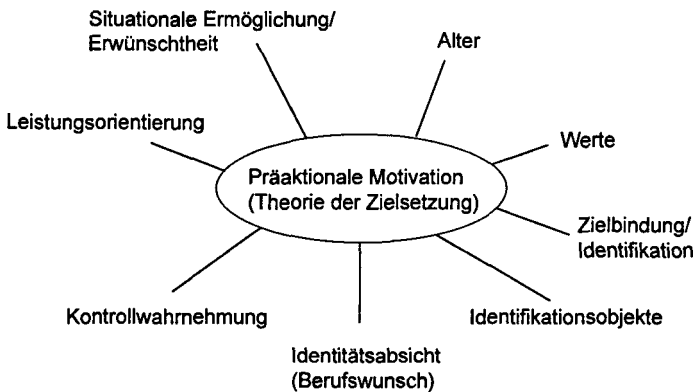 Situationale Ermöglichung/
Erwünschtheit
Alter
Leistungsorientierung
Werte
Präaktionale Motivation
(Theorie der Zielsetzung)
Zielbindung/
Identifikation
Kontrollwahrnehmung
Identifikationsobjekte
Identitätsabsicht
(Berufswunsch)